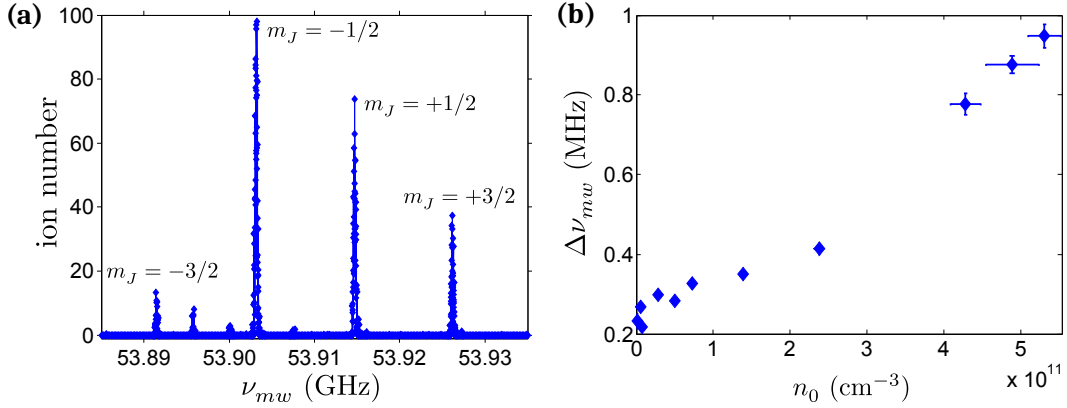 (a)
100
80
60
40
20
0
ion number
m_J = −1/2
m_J = +1/2
m_J = +3/2
m_J = −3/2
53.89 53.90 53.91 53.92 53.93
ν_mw (GHz)
(b)
1
0.8
0.6
0.4
0.2
Δν_mw (MHz)
0 1 2 3 4 5
x 10^11
n_0 (cm^−3)